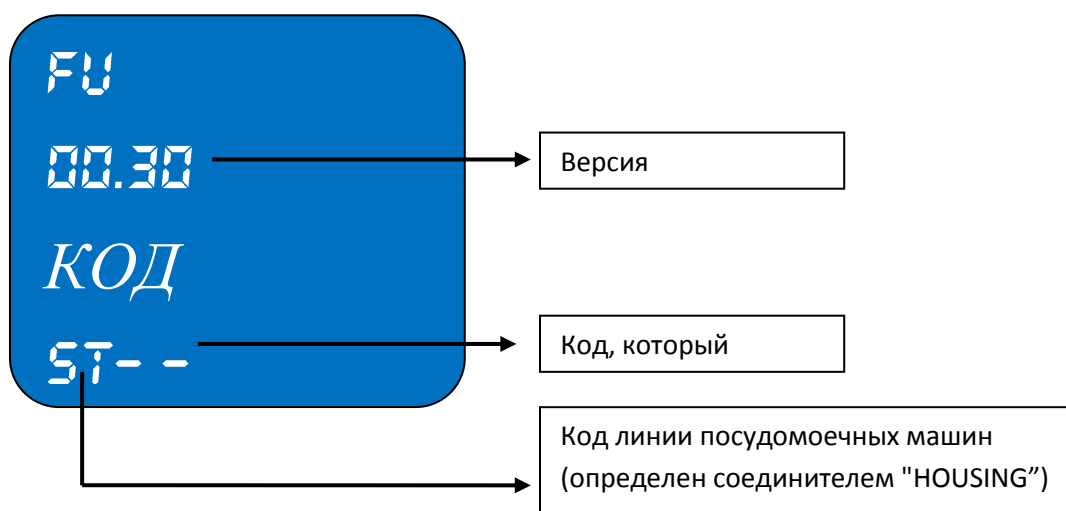 FU
00.30
Версия
КОД
ST--
Код, который
Код линии посудомоечных машин
(определен соединителем "HOUSING”)